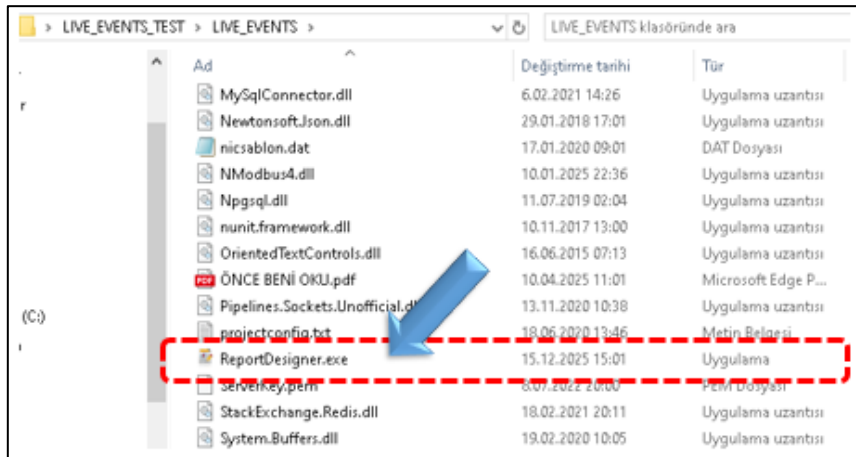 LIVE_EVENTS_TEST > LIVE_EVENTS >
LIVE_EVENTS klasöründe ara
Ad Değiştirme tarihi Tür
MySqlConnector.dll 6.02.2021 14:26 Uygulama uzantısı
Newtonsoft.Json.dll 29.01.2018 17:01 Uygulama uzantısı
nicsablon.dat 17.01.2020 09:01 DAT Dosyası
NModbus4.dll 10.01.2025 22:36 Uygulama uzantısı
Npgsql.dll 11.07.2019 02:04 Uygulama uzantısı
nunit.framework.dll 10.11.2017 13:00 Uygulama uzantısı
OrientedTextControls.dll 16.06.2015 07:13 Uygulama uzantısı
PDF ÖNCE BENİ OKU.pdf 10.04.2025 11:01 Microsoft Edge P...
Pipelines.Sockets.Unofficial.dll 13.11.2020 10:38 Uygulama uzantısı
(C:)
projectconfig.txt 18.06.2020 13:46 Metin Belgesi
ReportDesigner.exe 15.12.2025 15:01 Uygulama
ServerKey.pem 8.07.2022 20:00 PEM Dosyası
StackExchange.Redis.dll 18.02.2021 20:11 Uygulama uzantısı
System.Buffers.dll 19.02.2020 10:05 Uygulama uzantısı